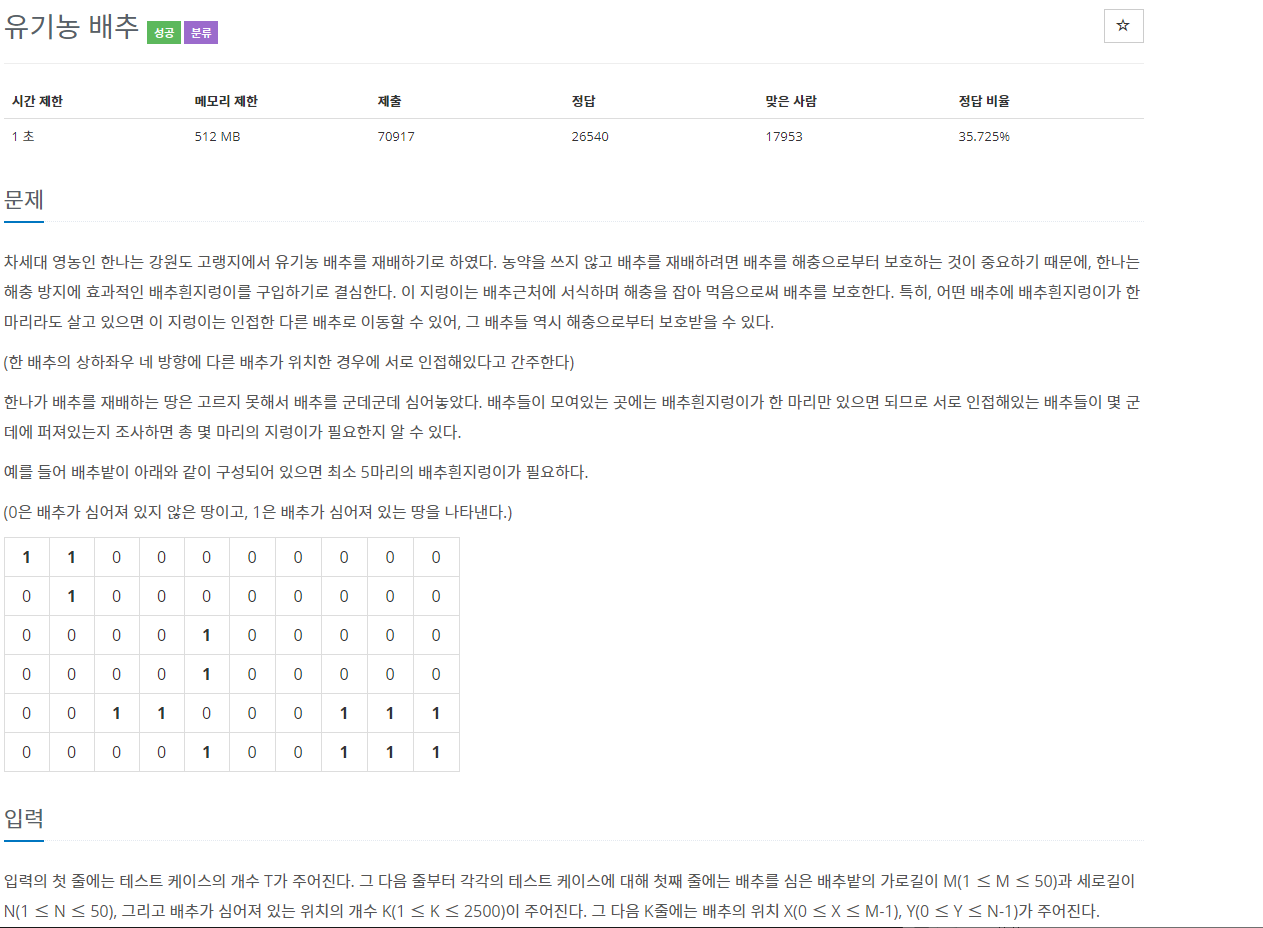 유기농 배추 성공 분류
☆
시간 제한 메모리 제한 제출 정답 맞은 사람 정답 비율
1 초 512 MB 70917 26540 17953 35.725%
문제
차세대 영농인 한나는 강원도 고랭지에서 유기농 배추를 재배하기로 하였다. 농약을 쓰지 않고 배추를 재배하려면 배추를 해충으로부터 보호하는 것이 중요하기 때문에, 한나는
해충 방지에 효과적인 배추흰지렁이를 구입하기로 결심한다. 이 지렁이는 배추근처에 서식하며 해충을 잡아 먹음으로써 배추를 보호한다. 특히, 어떤 배추에 배추흰지렁이가 한
마리라도 살고 있으면 이 지렁이는 인접한 다른 배추로 이동할 수 있어, 그 배추들 역시 해충으로부터 보호받을 수 있다.
(한 배추의 상하좌우 네 방향에 다른 배추가 위치한 경우에 서로 인접해있다고 간주한다)
한나가 배추를 재배하는 땅은 고르지 못해서 배추를 군데군데 심어놓았다. 배추들이 모여있는 곳에는 배추흰지렁이가 한 마리만 있으면 되므로 서로 인접해있는 배추들이 몇 군
데에 퍼져있는지 조사하면 총 몇 마리의 지렁이가 필요한지 알 수 있다.
예를 들어 배추밭이 아래와 같이 구성되어 있으면 최소 5마리의 배추흰지렁이가 필요하다.
(0은 배추가 심어져 있지 않은 땅이고, 1은 배추가 심어져 있는 땅을 나타낸다.)
1 1 0 0 0 0 0 0 0 0
0 1 0 0 0 0 0 0 0 0
0 0 0 0 1 0 0 0 0 0
0 0 0 0 1 0 0 0 0 0
0 0 1 1 0 0 0 1 1 1
0 0 0 0 1 0 0 1 1 1
입력
입력의 첫 줄에는 테스트 케이스의 개수 T가 주어진다. 그 다음 줄부터 각각의 테스트 케이스에 대해 첫째 줄에는 배추를 심은 배추밭의 가로길이 M(1 ≤ M ≤ 50)과 세로길이
N(1 ≤ N ≤ 50), 그리고 배추가 심어져 있는 위치의 개수 K(1 ≤ K ≤ 2500)이 주어진다. 그 다음 K줄에는 배추의 위치 X(0 ≤ X ≤ M-1), Y(0 ≤ Y ≤ N-1)가 주어진다.